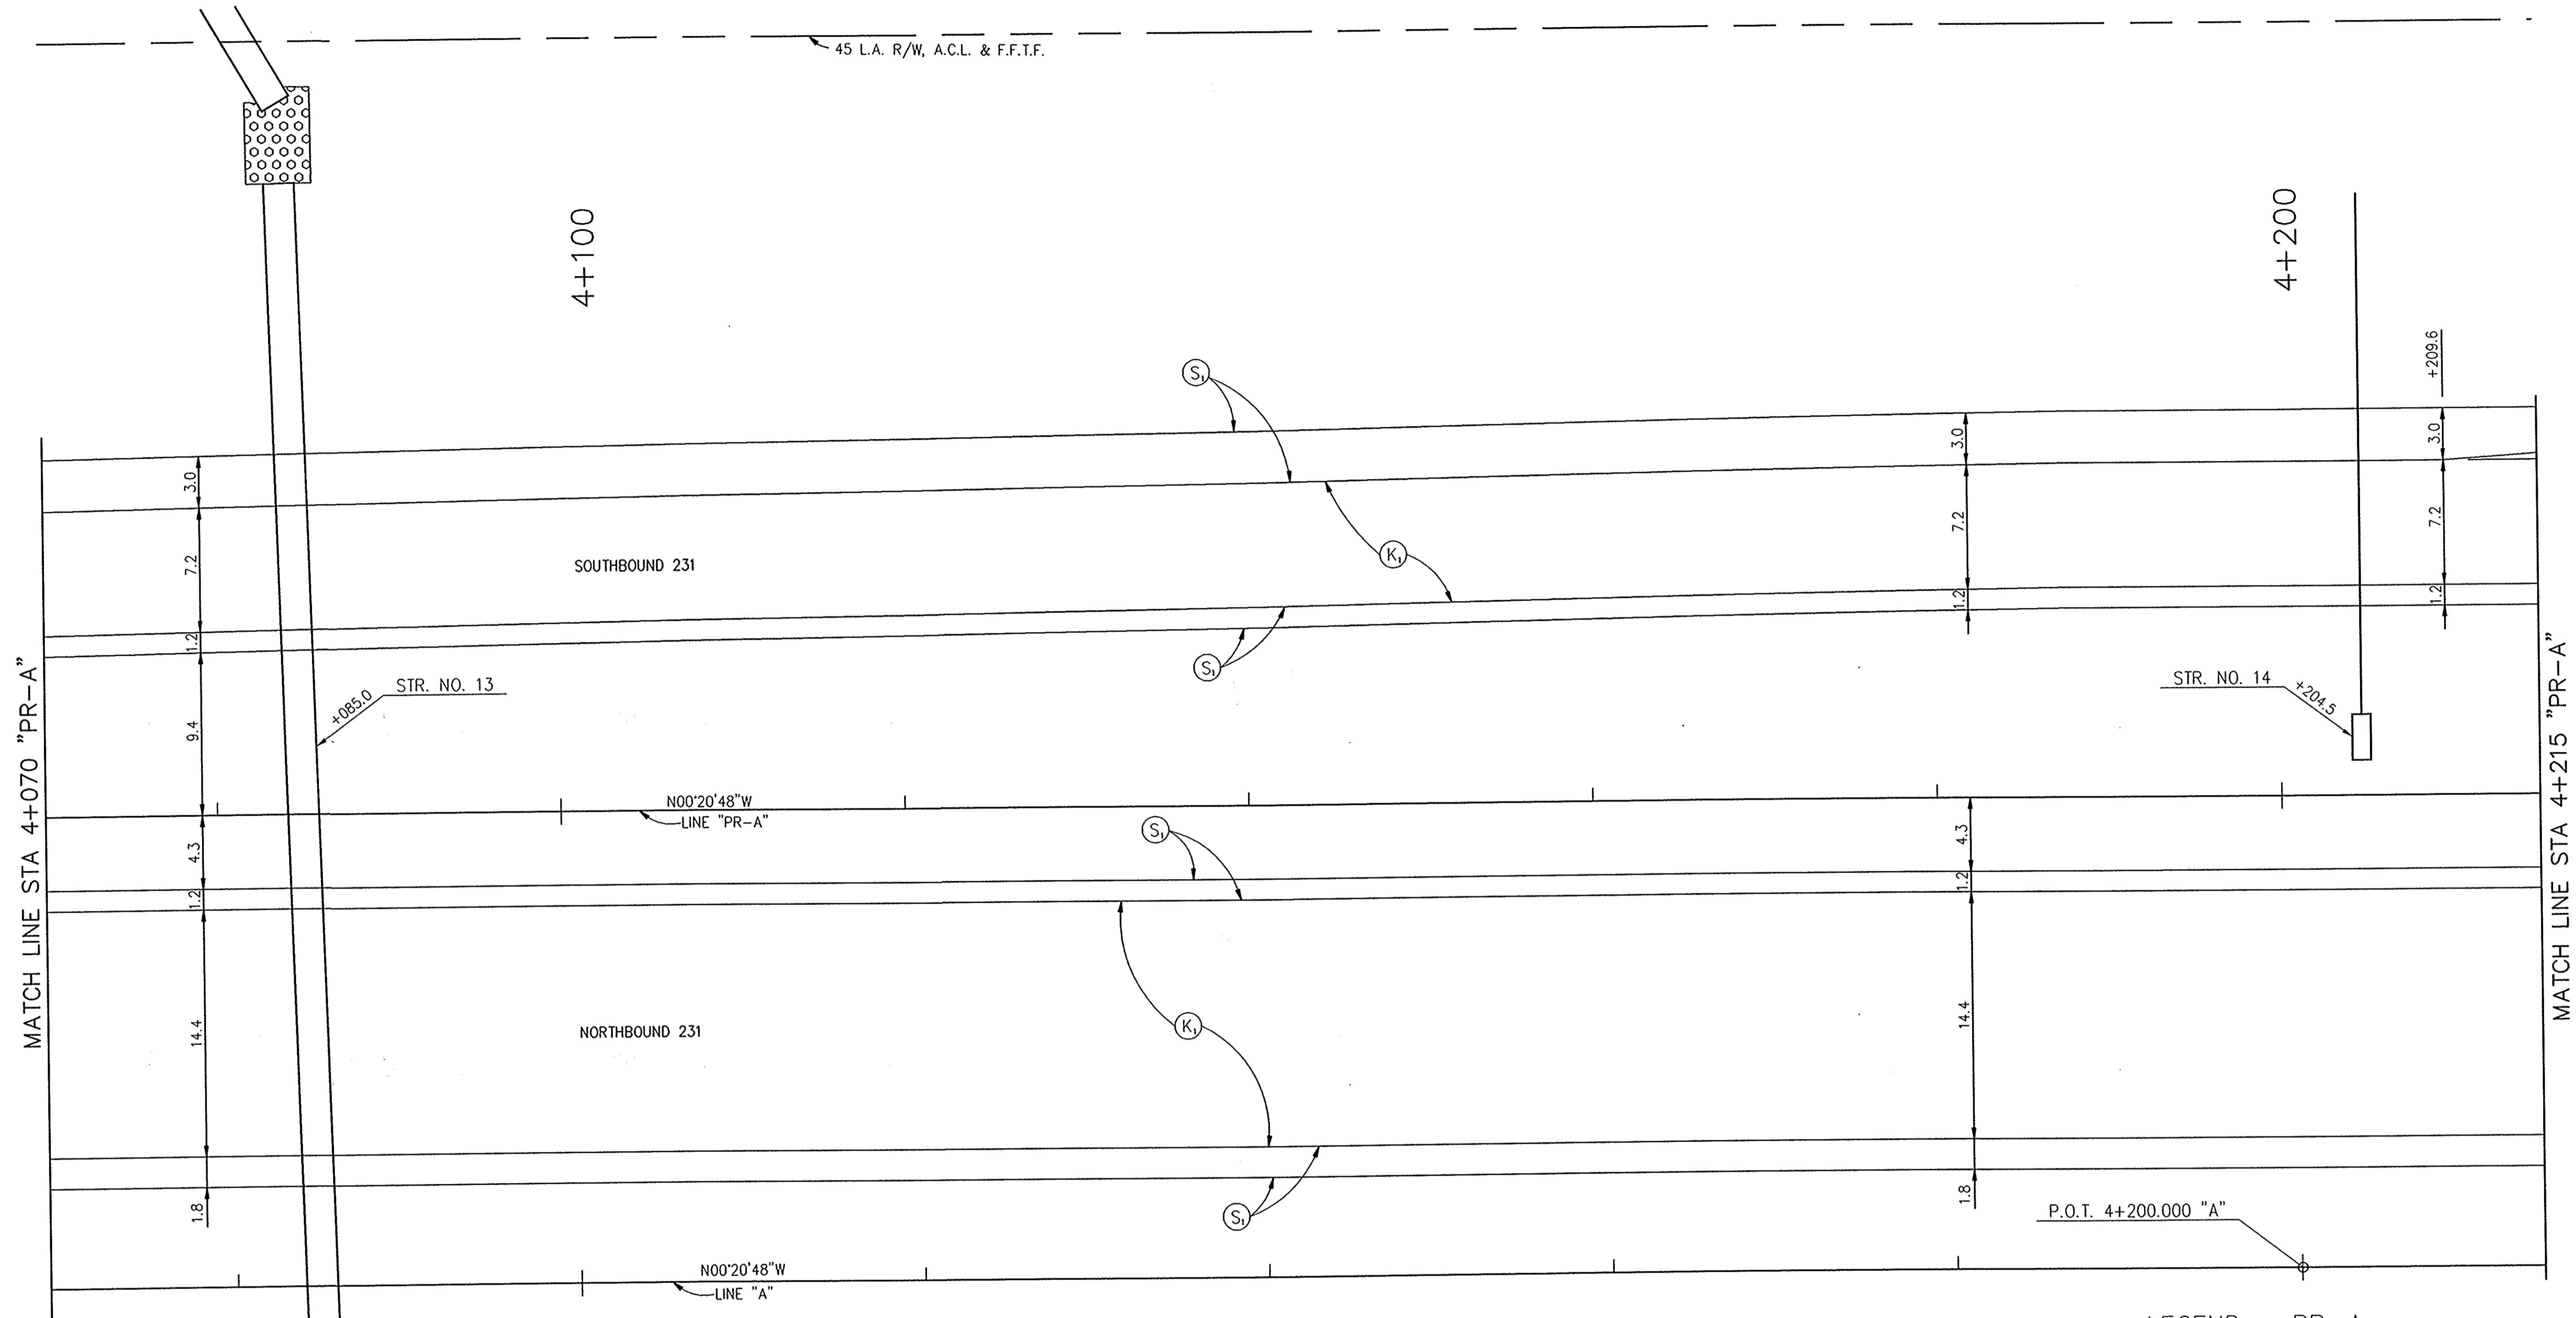 45 L.A. R/W, A.C.L. & F.F.T.F.
4+100
4+200
+209.6
S₁
3.0
3.0
3.0
7.2
SOUTHBOUND 231
K₁
7.2
7.2
1.2
1.2
1.2
S₁
STR. NO. 13
+085.0
STR. NO. 14
+204.5
9.4
MATCH LINE STA 4+070 "PR-A"
MATCH LINE STA 4+215 "PR-A"
N00°20'48"W
LINE "PR-A"
S₁
4.3
4.3
1.2
1.2
14.4
NORTHBOUND 231
K₁
14.4
1.8
S₁
1.8
P.O.T. 4+200.000 "A"
N00°20'48"W
LINE "A"